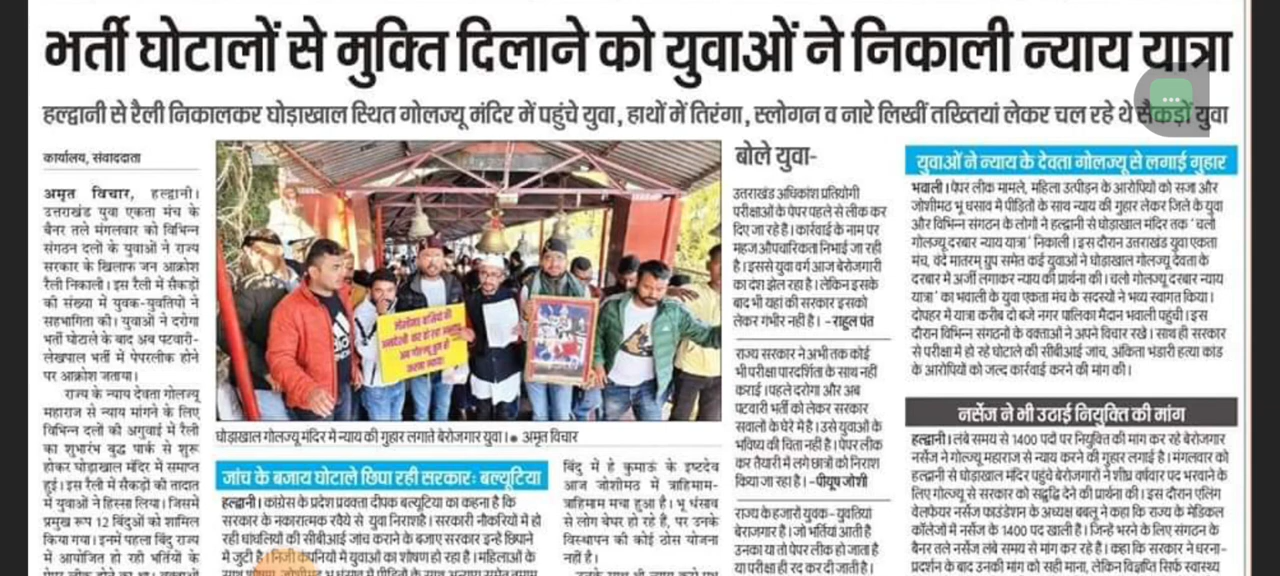 भर्ती घोटालों से मुक्ति दिलाने को युवाओं ने निकाली न्याय यात्रा
हल्द्वानी से रैली निकालकर घोड़ाखाल स्थित गोलज्यू मंदिर में पहुंचे युवा, हाथों में तिरंगा, स्लोगन व नारे लिखीं तख्तियां लेकर चल रहे थे सैकड़ों युवा
कार्यालय, संवाददाता
अमृत विचार, हल्द्वानी।
उत्तराखंड युवा एकता मंच के
बैनर तले मंगलवार को विभिन्न
संगठन दलों के युवाओं ने राज्य
सरकार के खिलाफ जन आक्रोश
रैली निकाली। इस रैली में सैकड़ों
की संख्या में युवक-युवतियों ने
सहभागिता की। युवाओं ने दरोगा
भर्ती घोटाले के बाद अब पटवारी-
लेखपाल भर्ती में पेपरलीक होने
पर आक्रोश जताया।
राज्य के न्याय देवता गोलज्यू
महाराज से न्याय मांगने के लिए
विभिन्न दलों की अगुवाई में रैली
का शुभारंभ बुद्ध पार्क से शुरू
होकर घोड़ाखाल मंदिर में समाप्त
हुई। इस रैली में सैकड़ों की तादात
में युवाओं ने हिस्सा लिया। जिसमें
प्रमुख रूप 12 बिंदुओं को शामिल
किया गया। इनमें पहला बिंदु राज्य
में आयोजित हो रही भर्तियों के
घोड़ाखाल गोलज्यू मंदिर में न्याय की गुहार लगाते बेरोजगार युवा।● अमृत विचार
जांच के बजाय घोटाले छिपा रही सरकारः बल्यूटिया
हल्द्वानी। कांग्रेस के प्रदेश प्रवक्ता दीपक बल्यूटिया का कहना है कि
सरकार के नकारात्मक रवैये से युवा निराश है। सरकारी नौकरियों में हो
रही धांधलियों की सीबीआई जांच कराने के बजाए सरकार इन्हें छिपाने
में जुटी है। निजी कंपनियों में युवाओं का शोषण हो रहा है। महिलाओं के
बिंदु में है कुमाऊं के इष्टदेव
आज जोशीमठ में त्राहिमाम-
त्राहिमाम मचा हुआ है। भू धंसाव
से लोग बेघर हो रहे हैं, पर उनके
विस्थापन की कोई ठोस योजना
नहीं है।
बोले युवा-
उत्तराखंड अधिकांश प्रतियोगी
परीक्षाओं के पेपर पहले से लीक कर
दिए जा रहे है। कार्रवाई के नाम पर
महज औपचारिकता निभाई जा रही
है। इससे युवा वर्ग आज बेरोजगारी
का दंश झेल रहा है। लेकिन इसके
बाद भी यहां की सरकार इसको
लेकर गंभीर नहीं है। -राहुल पंत
राज्य सरकार ने अभी तक कोई
भी परीक्षा पारदर्शिता के साथ नहीं
कराई। पहले दरोगा और अब
पटवारी भर्ती को लेकर सरकार
सवालों के घेरे में है। उसे युवाओं के
भविष्य की चिंता नहीं है। पेपर लीक
कर तैयारी में लगे छात्रों को निराश
किया जा रहा है। -पीयूष जोशी
राज्य के हजारों युवक-युवतियां
बेराजगार हैं। जो भर्तियां आती है
उनका या तो पेपर लीक हो जाता है
या परीक्षा ही रद कर दी जाती है।
युवाओं ने न्याय के देवता गोलज्यू से लगाई गुहार
भवाली। पेपर लीक मामले, महिला उत्पीड़न के आरोपियों को सजा और
जोशीमठ भू धंसाव में पीड़ितों के साथ न्याय की गुहार लेकर जिले के युवा
और विभिन्न संगठन के लोगों ने हल्द्वानी से घोड़ाखाल मंदिर तक 'चलो
गोलज्यू दरबार न्याय यात्रा' निकाली। इस दौरान उत्तराखंड युवा एकता
मंच, वंदे मातरम् ग्रुप समेत कई युवाओं ने घोड़ाखाल गोलज्यू देवता के
दरबार में अर्जी लगाकर न्याय की प्रार्थना की। चलो गोलज्यू दरबार न्याय
यात्रा' का भवाली के युवा एकता मंच के सदस्यों ने भव्य स्वागत किया।
दोपहर में यात्रा करीब दो बजे नगर पालिका मैदान भवाली पहुंची। इस
दौरान विभिन्न संगठनों के वक्ताओं ने अपने विचार रखे। साथ ही सरकार
से परीक्षा में हो रहे घोटाले की सीबीआई जांच, अंकिता भंडारी हत्या कांड
के आरोपियों को जल्द कार्रवाई करने की मांग की।
नर्सेज ने भी उठाई नियुक्ति की मांग
हल्द्वानी। लंबे समय से 1400 पदों पर नियुक्ति की मांग कर रहे बेरोजगार
नर्सेज ने गोलज्यू महाराज से न्याय करने की गुहार लगाई है। मंगलवार को
हल्द्वानी से घोड़ाखाल मंदिर पहुंचे बेरोजगारों ने शीघ्र वर्षवार पद भरवाने के
लिए गोल्ज्यू से सरकार को सद्बुद्धि देने की प्रार्थना की। इस दौरान एलिंग
वेलफेयर नर्सेज फाउंडेशन के अध्यक्ष बबलू ने कहा कि राज्य के मेडिकल
कॉलेजों में नर्सेज के 1400 पद खाली है। जिन्हें भरने के लिए संगठन के
बैनर तले नर्सेज लंबे समय से मांग कर रहे हैं। कहा कि सरकार ने धरना-
प्रदर्शन के बाद उनकी मांग को सही माना, लेकिन विज्ञप्ति सिर्फ स्वास्थ्य